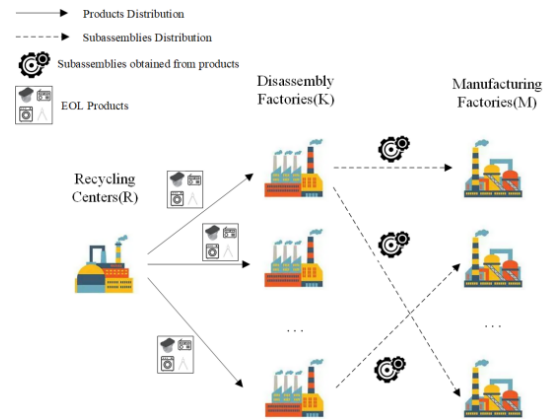 Products Distribution
Subassemblies Distribution
Subassemblies obtained from products
EOL Products
Disassembly
Factories(K)
Manufacturing
Factories(M)
Recycling
Centers(R)
...
...